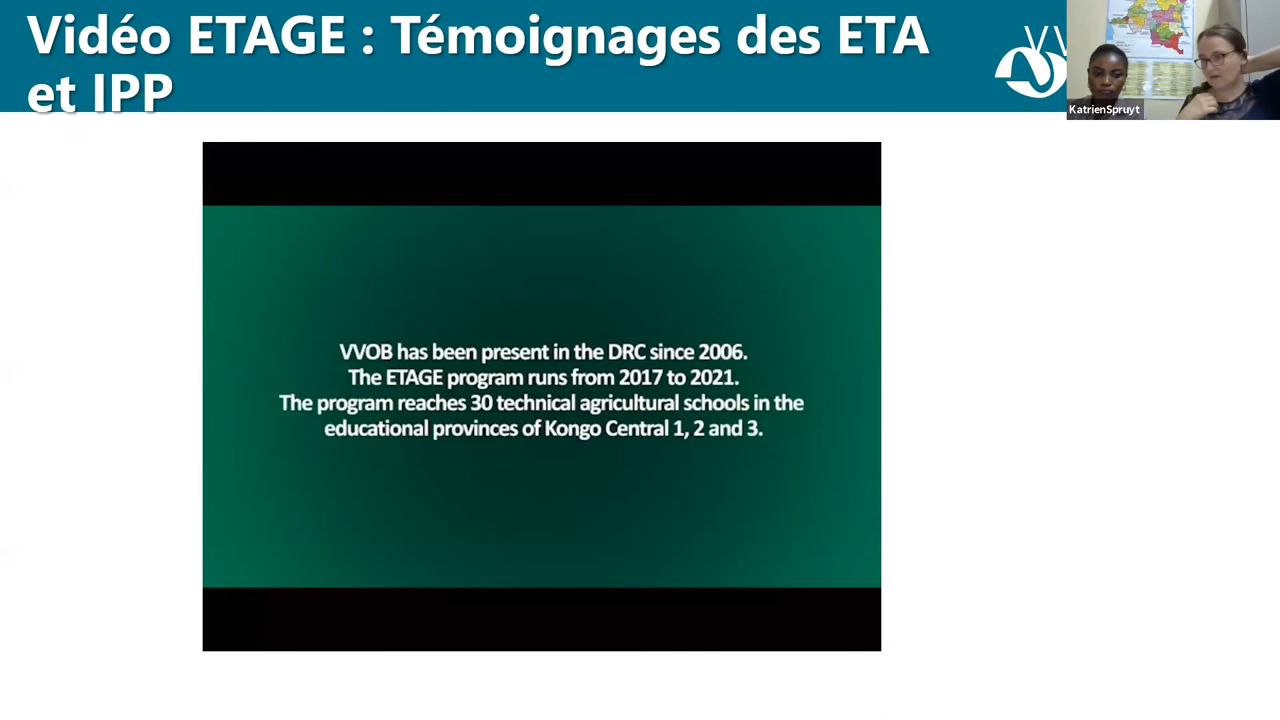 Vidéo ETAGE : Témoignages des ETA
et IPP
KatrienSpruyt
VVOB has been present in the DRC since 2006.
The ETAGE program runs from 2017 to 2021.
The program reaches 30 technical agricultural schools in the
educational provinces of Kongo Central 1, 2 and 3.